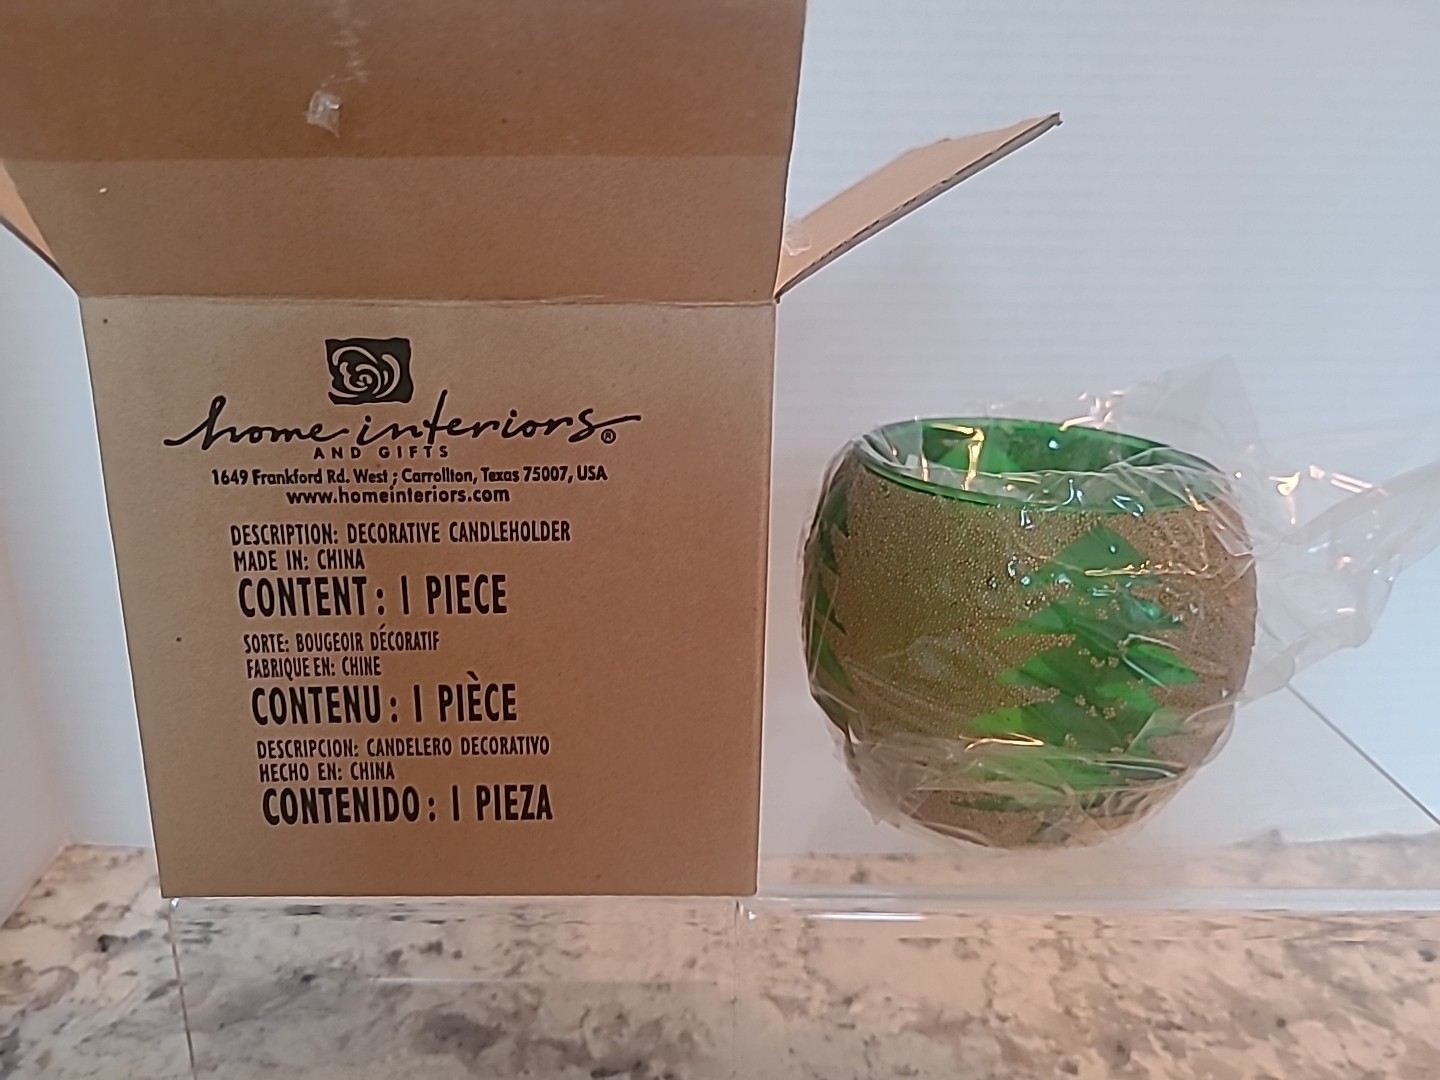 home interiors®
AND GIFTS
1649 Frankford Rd. West ; Carrollton, Texas 75007, USA
www.homeinteriors.com
DESCRIPTION: DECORATIVE CANDLEHOLDER
MADE IN: CHINA
CONTENT: 1 PIECE
SORTE: BOUGEOIR DÉCORATIF
FABRIQUE EN: CHINE
CONTENU: 1 PIÈCE
DESCRIPCION: CANDELERO DECORATIVO
HECHO EN: CHINA
CONTENIDO: 1 PIEZA